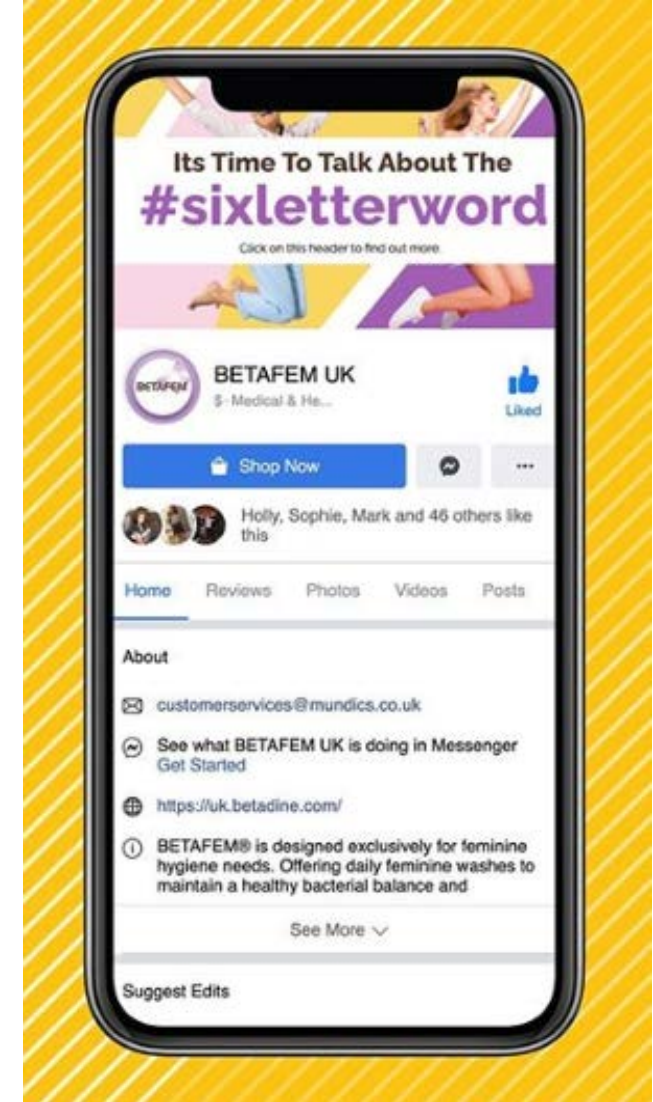 Its Time To Talk About The
#sixletterword
Click on this header to find out more.
BETAFEM
BETAFEM UK
$ · Medical & He...
Liked
Shop Now
Holly, Sophie, Mark and 46 others like
this
Home Reviews Photos Videos Posts
About
customerservices@mundics.co.uk
See what BETAFEM UK is doing in Messenger
Get Started
https://uk.betadine.com/
BETAFEM® is designed exclusively for feminine
hygiene needs. Offering daily feminine washes to
maintain a healthy bacterial balance and
See More
Suggest Edits